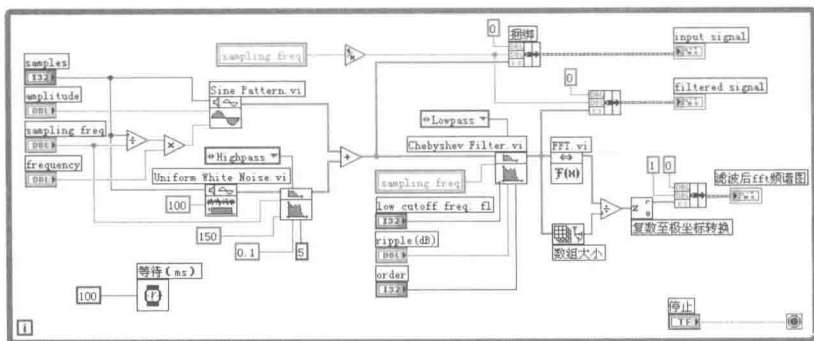 samples
I32
amplitude
DBl
sampling freq
DBl
frequency
DBl
Sine Pattern.vi
Highpass
Uniform White Noise.vi
100
150
0.1
5
等待(ms)
100
i
sampling freq
捆绑
0
input signal
0
filtered signal
Lowpass
Chebyshev Filter.vi
FFT.vi
F(x)
sampling freq
low cutoff freq: fl
I32
ripple(dB)
DBl
order
I32
数组大小
1
0
复数至极坐标转换
滤波后fft频谱图
停止
TF